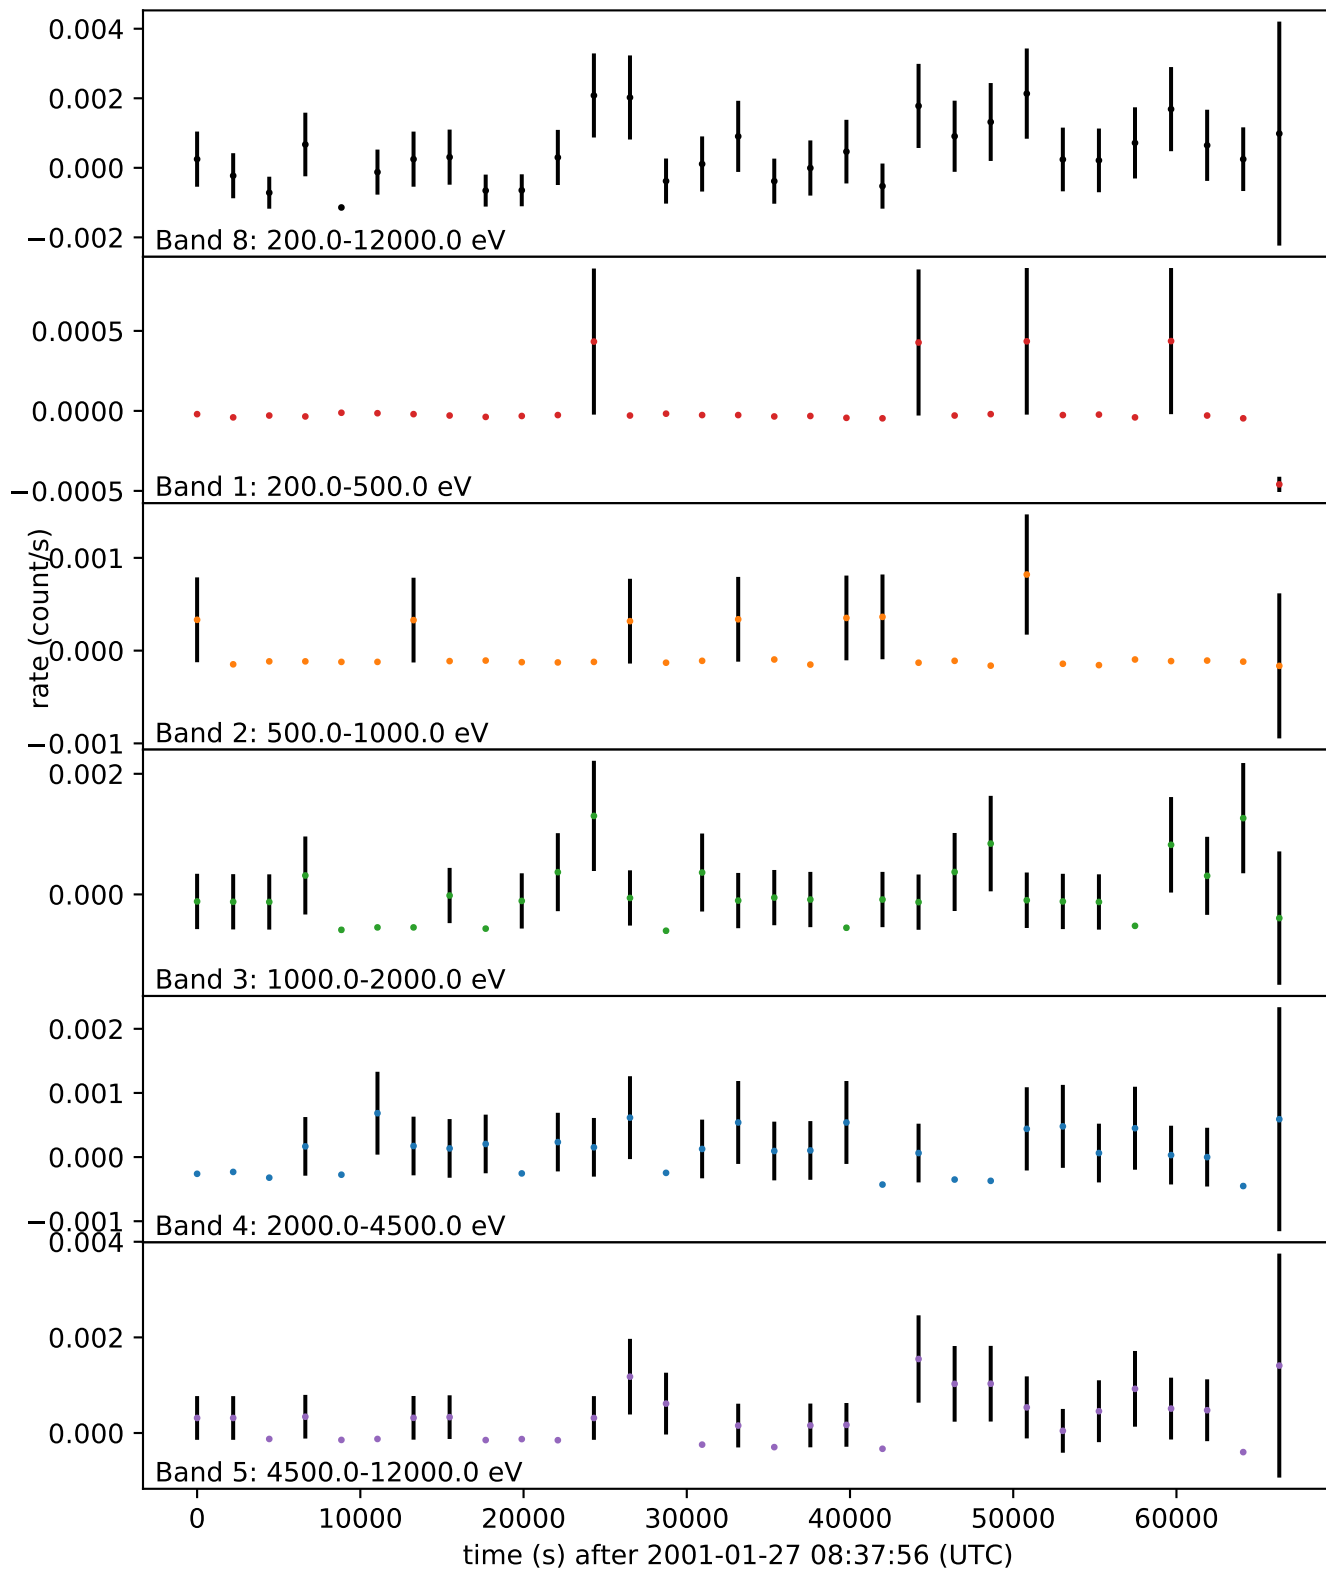 0.004
0.002
0.000
−0.002
Band 8: 200.0-12000.0 eV
0.0005
0.0000
−0.0005
Band 1: 200.0-500.0 eV
rate (count/s)
0.001
0.000
−0.001
Band 2: 500.0-1000.0 eV
0.002
0.000
Band 3: 1000.0-2000.0 eV
0.002
0.001
0.000
−0.001
Band 4: 2000.0-4500.0 eV
0.004
0.002
0.000
Band 5: 4500.0-12000.0 eV
0 10000 20000 30000 40000 50000 60000
time (s) after 2001-01-27 08:37:56 (UTC)